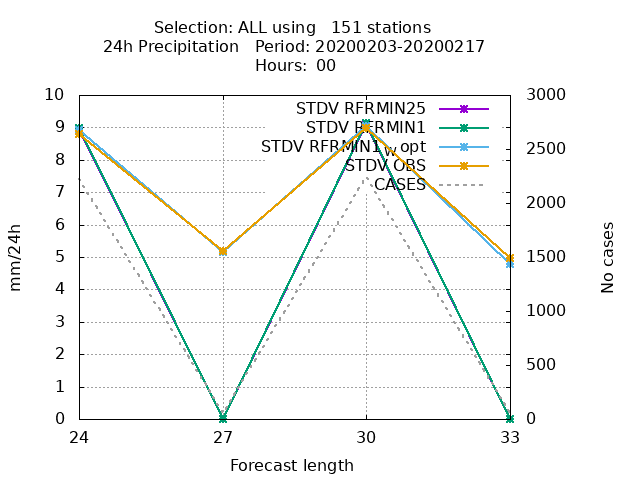 Selection: ALL using   151 stations
24h Precipitation   Period: 20200203-20200217
Hours:  00
10
9
8
7
6
5
4
3
2
1
0
mm/24h
3000
2500
2000
1500
1000
500
0
No cases
STDV RFRMIN25
STDV RFRMIN1
STDV RFRMIN1_wopt
STDV OBS
CASES
24
27
30
33
Forecast length